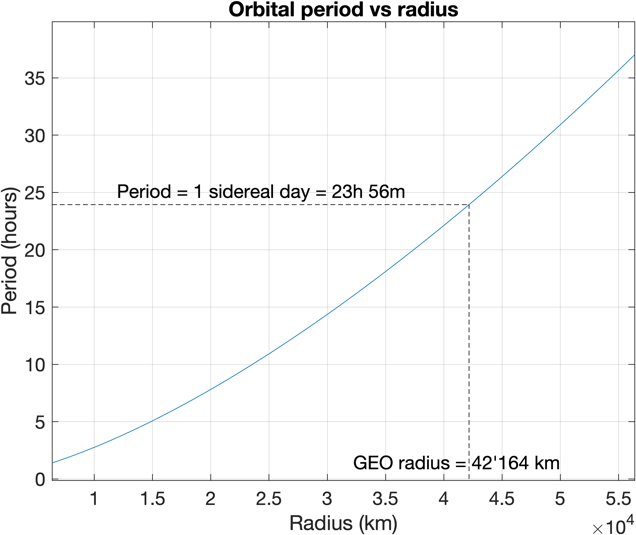 Orbital period vs radius
35
30
25
Period = 1 sidereal day = 23h 56m
20
15
10
5
0
Period (hours)
GEO radius = 42'164 km
1 1.5 2 2.5 3 3.5 4 4.5 5 5.5
×10⁴
Radius (km)